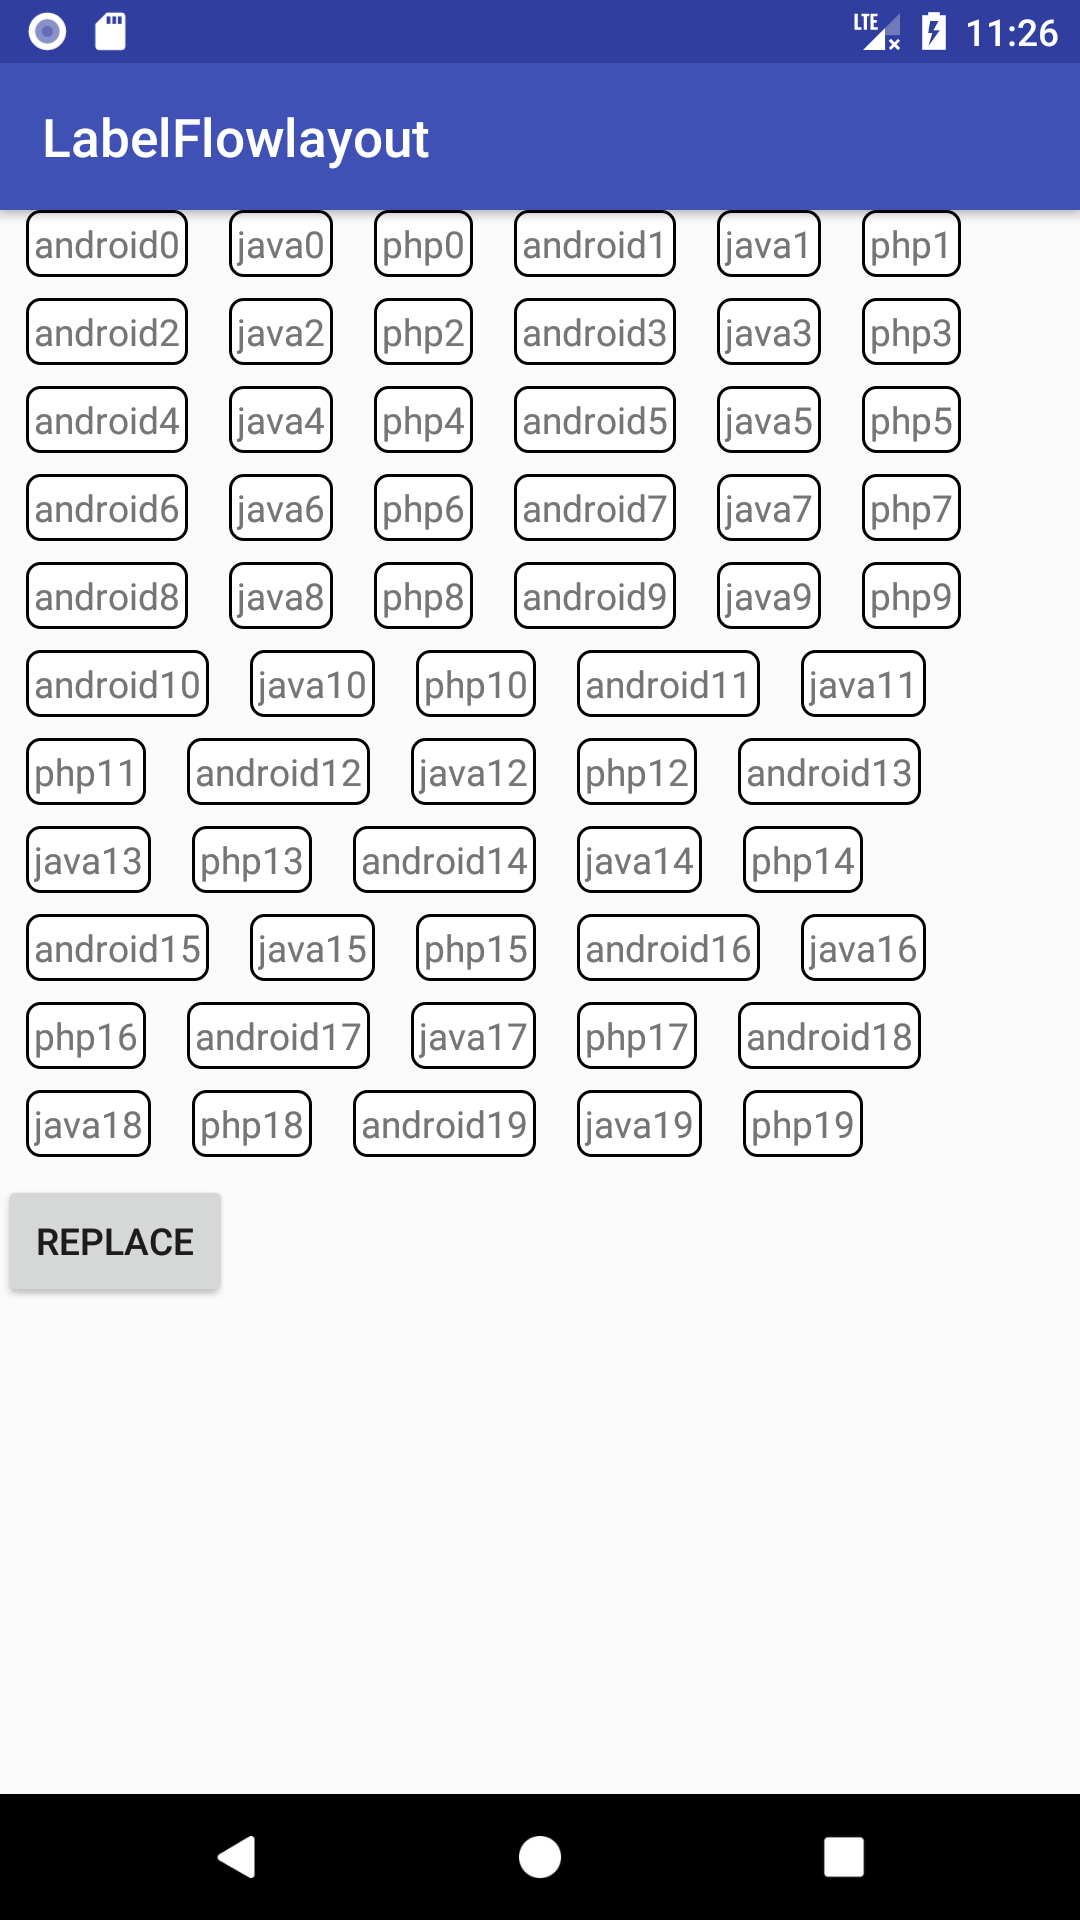 LTE 11:26
LabelFlowlayout
android0 java0 php0 android1 java1 php1
android2 java2 php2 android3 java3 php3
android4 java4 php4 android5 java5 php5
android6 java6 php6 android7 java7 php7
android8 java8 php8 android9 java9 php9
android10 java10 php10 android11 java11
php11 android12 java12 php12 android13
java13 php13 android14 java14 php14
android15 java15 php15 android16 java16
php16 android17 java17 php17 android18
java18 php18 android19 java19 php19
REPLACE